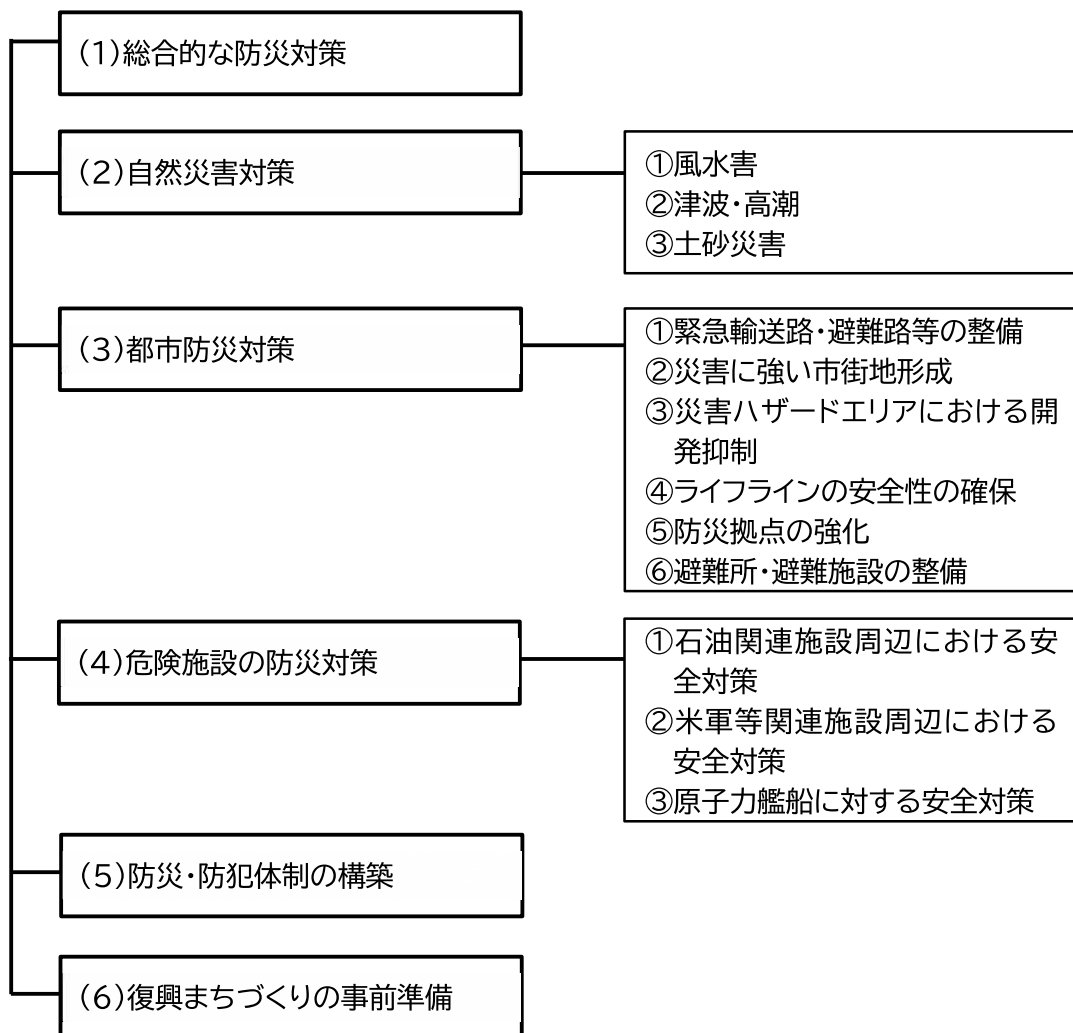 (1)総合的な防災対策
(2)自然災害対策
①風水害
②津波・高潮
③土砂災害
(3)都市防災対策
①緊急輸送路・避難路等の整備
②災害に強い市街地形成
③災害ハザードエリアにおける開
発抑制
④ライフラインの安全性の確保
⑤防災拠点の強化
⑥避難所・避難施設の整備
(4)危険施設の防災対策
①石油関連施設周辺における安
全対策
②米軍等関連施設周辺における
安全対策
③原子力艦船に対する安全対策
(5)防災・防犯体制の構築
(6)復興まちづくりの事前準備